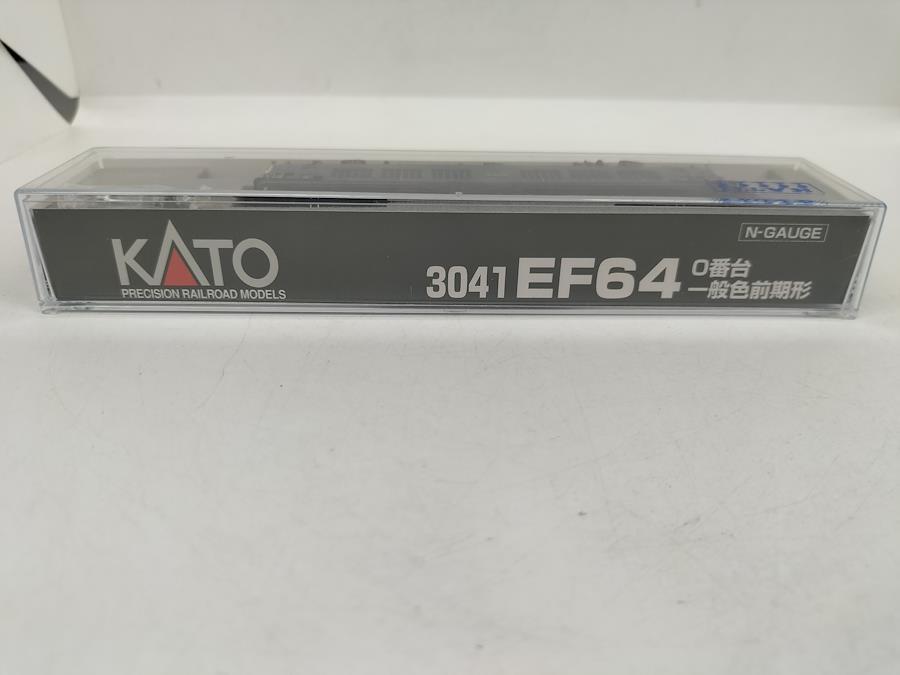 N-GAUGE
KATO
PRECISION RAILROAD MODELS
3041 EF64 0番台
一般色前期形